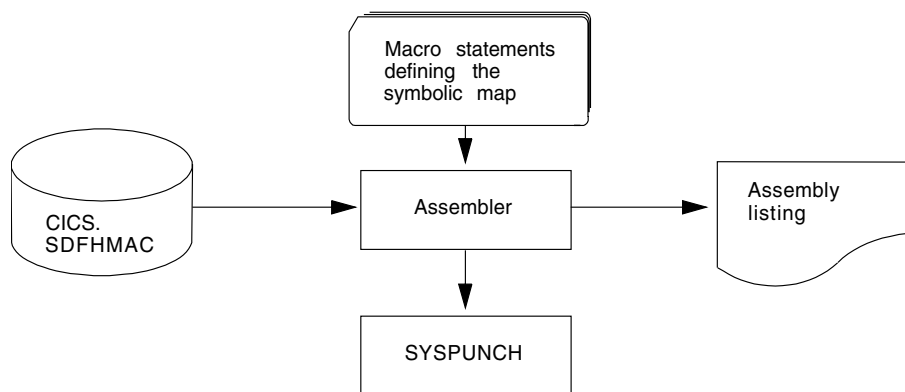 Macro statements
defining the
symbolic map
CICS.
SDFHMAC
Assembler
Assembly
listing
SYSPUNCH